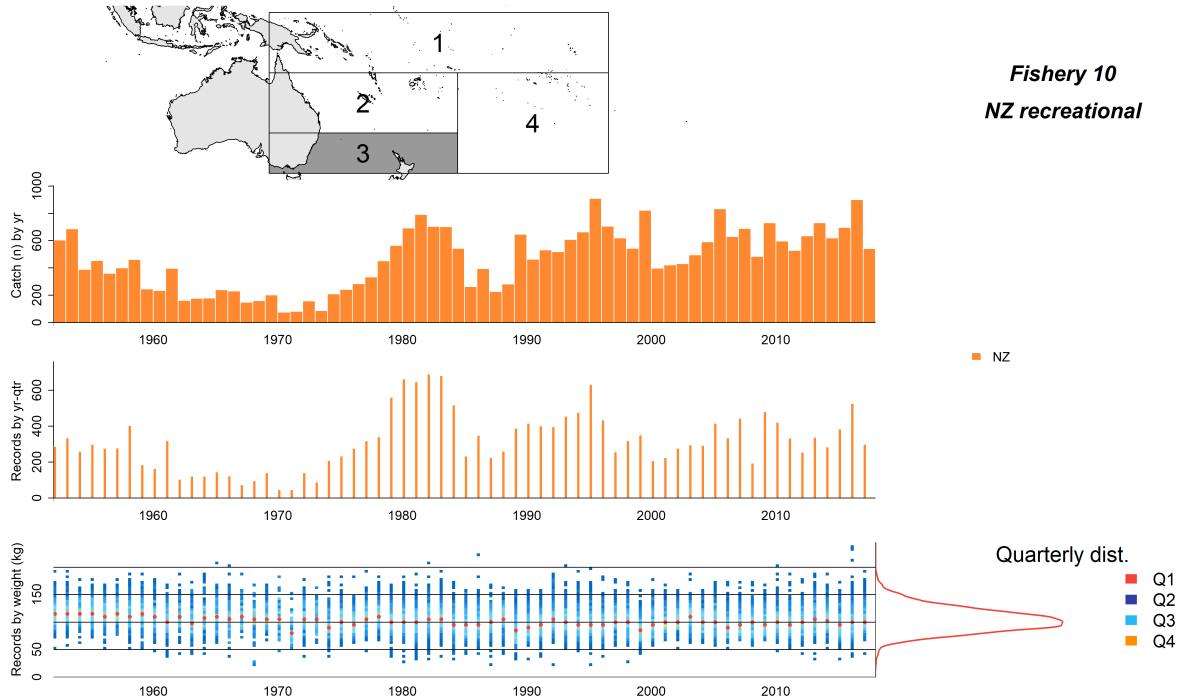 1
2
3
4
Fishery 10
NZ recreational
Catch (n) by yr
1000
600
200
0
1960 1970 1980 1990 2000 2010
NZ
Records by yr-qtr
600
400
200
0
1960 1970 1980 1990 2000 2010
Records by weight (kg)
150
50
0
1960 1970 1980 1990 2000 2010
Quarterly dist.
Q1
Q2
Q3
Q4